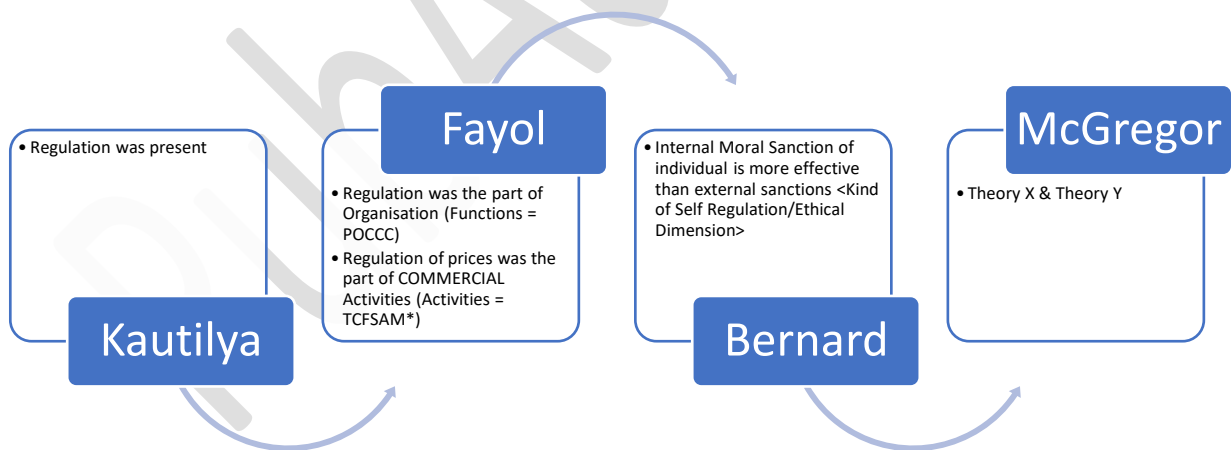 • Regulation was present
Kautilya
Fayol
• Regulation was the part of
Organisation (Functions =
POCCC)
• Regulation of prices was the
part of COMMERCIAL
Activities (Activities =
TCFSAM*)
• Internal Moral Sanction of
individual is more effective
than external sanctions <Kind
of Self Regulation/Ethical
Dimension>
Bernard
McGregor
• Theory X & Theory Y